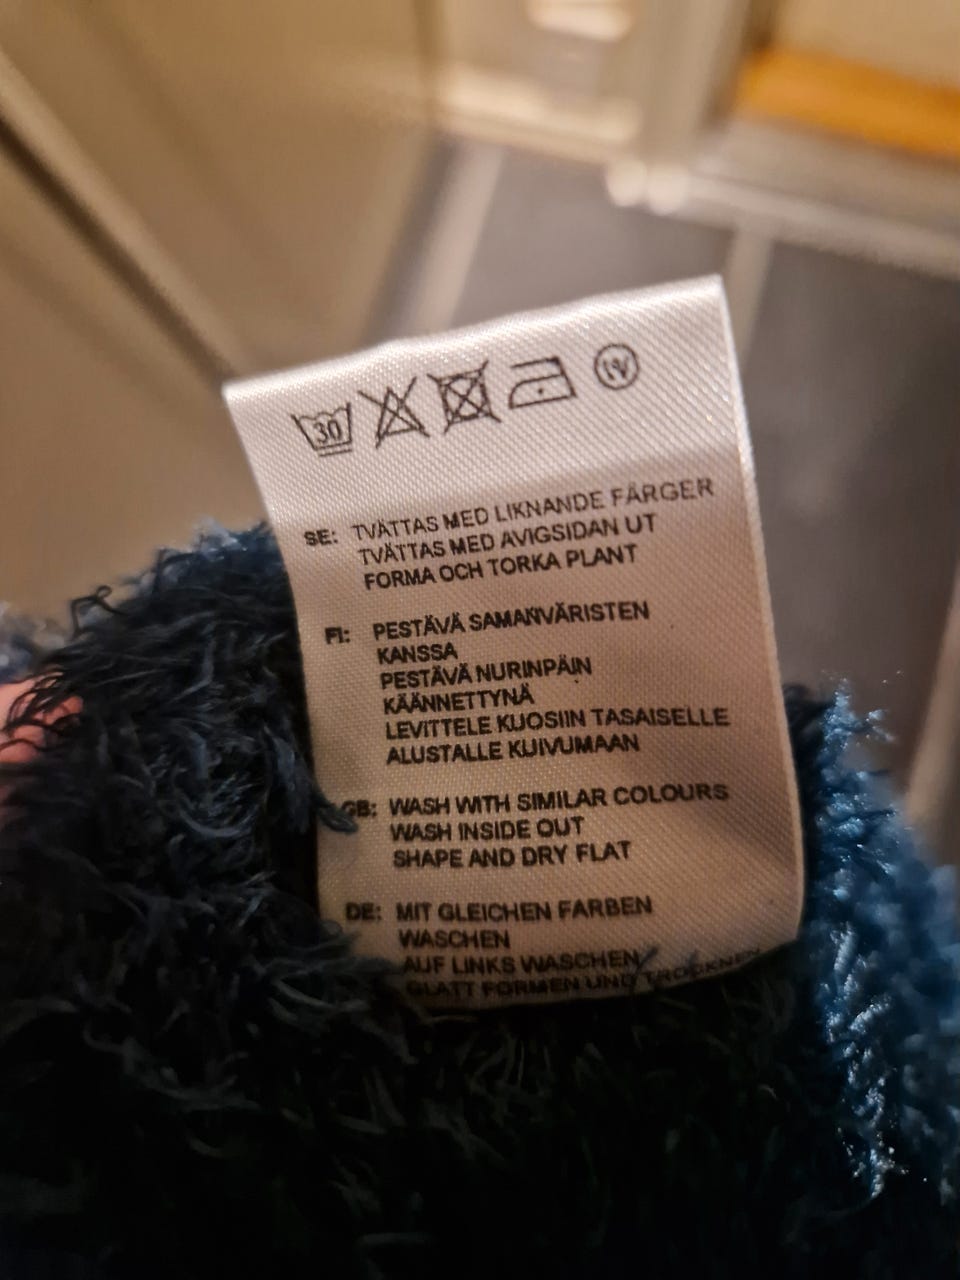 30
SE: TVÄTTAS MED LIKNANDE FÄRGER
TVÄTTAS MED AVIGSIDAN UT
FORMA OCH TORKA PLANT
FI: PESTÄVÄ SAMANVÄRISTEN
KANSSA
PESTÄVÄ NURINPÄIN
KÄÄNNETTYNÄ
LEVITTELE KUOSIIN TASAISELLE
ALUSTALLE KUIVUMAAN
GB: WASH WITH SIMILAR COLOURS
WASH INSIDE OUT
SHAPE AND DRY FLAT
DE: MIT GLEICHEN FARBEN
WASCHEN
AUF LINKS WASCHEN
GLATT FORMEN UND TROCKNEN